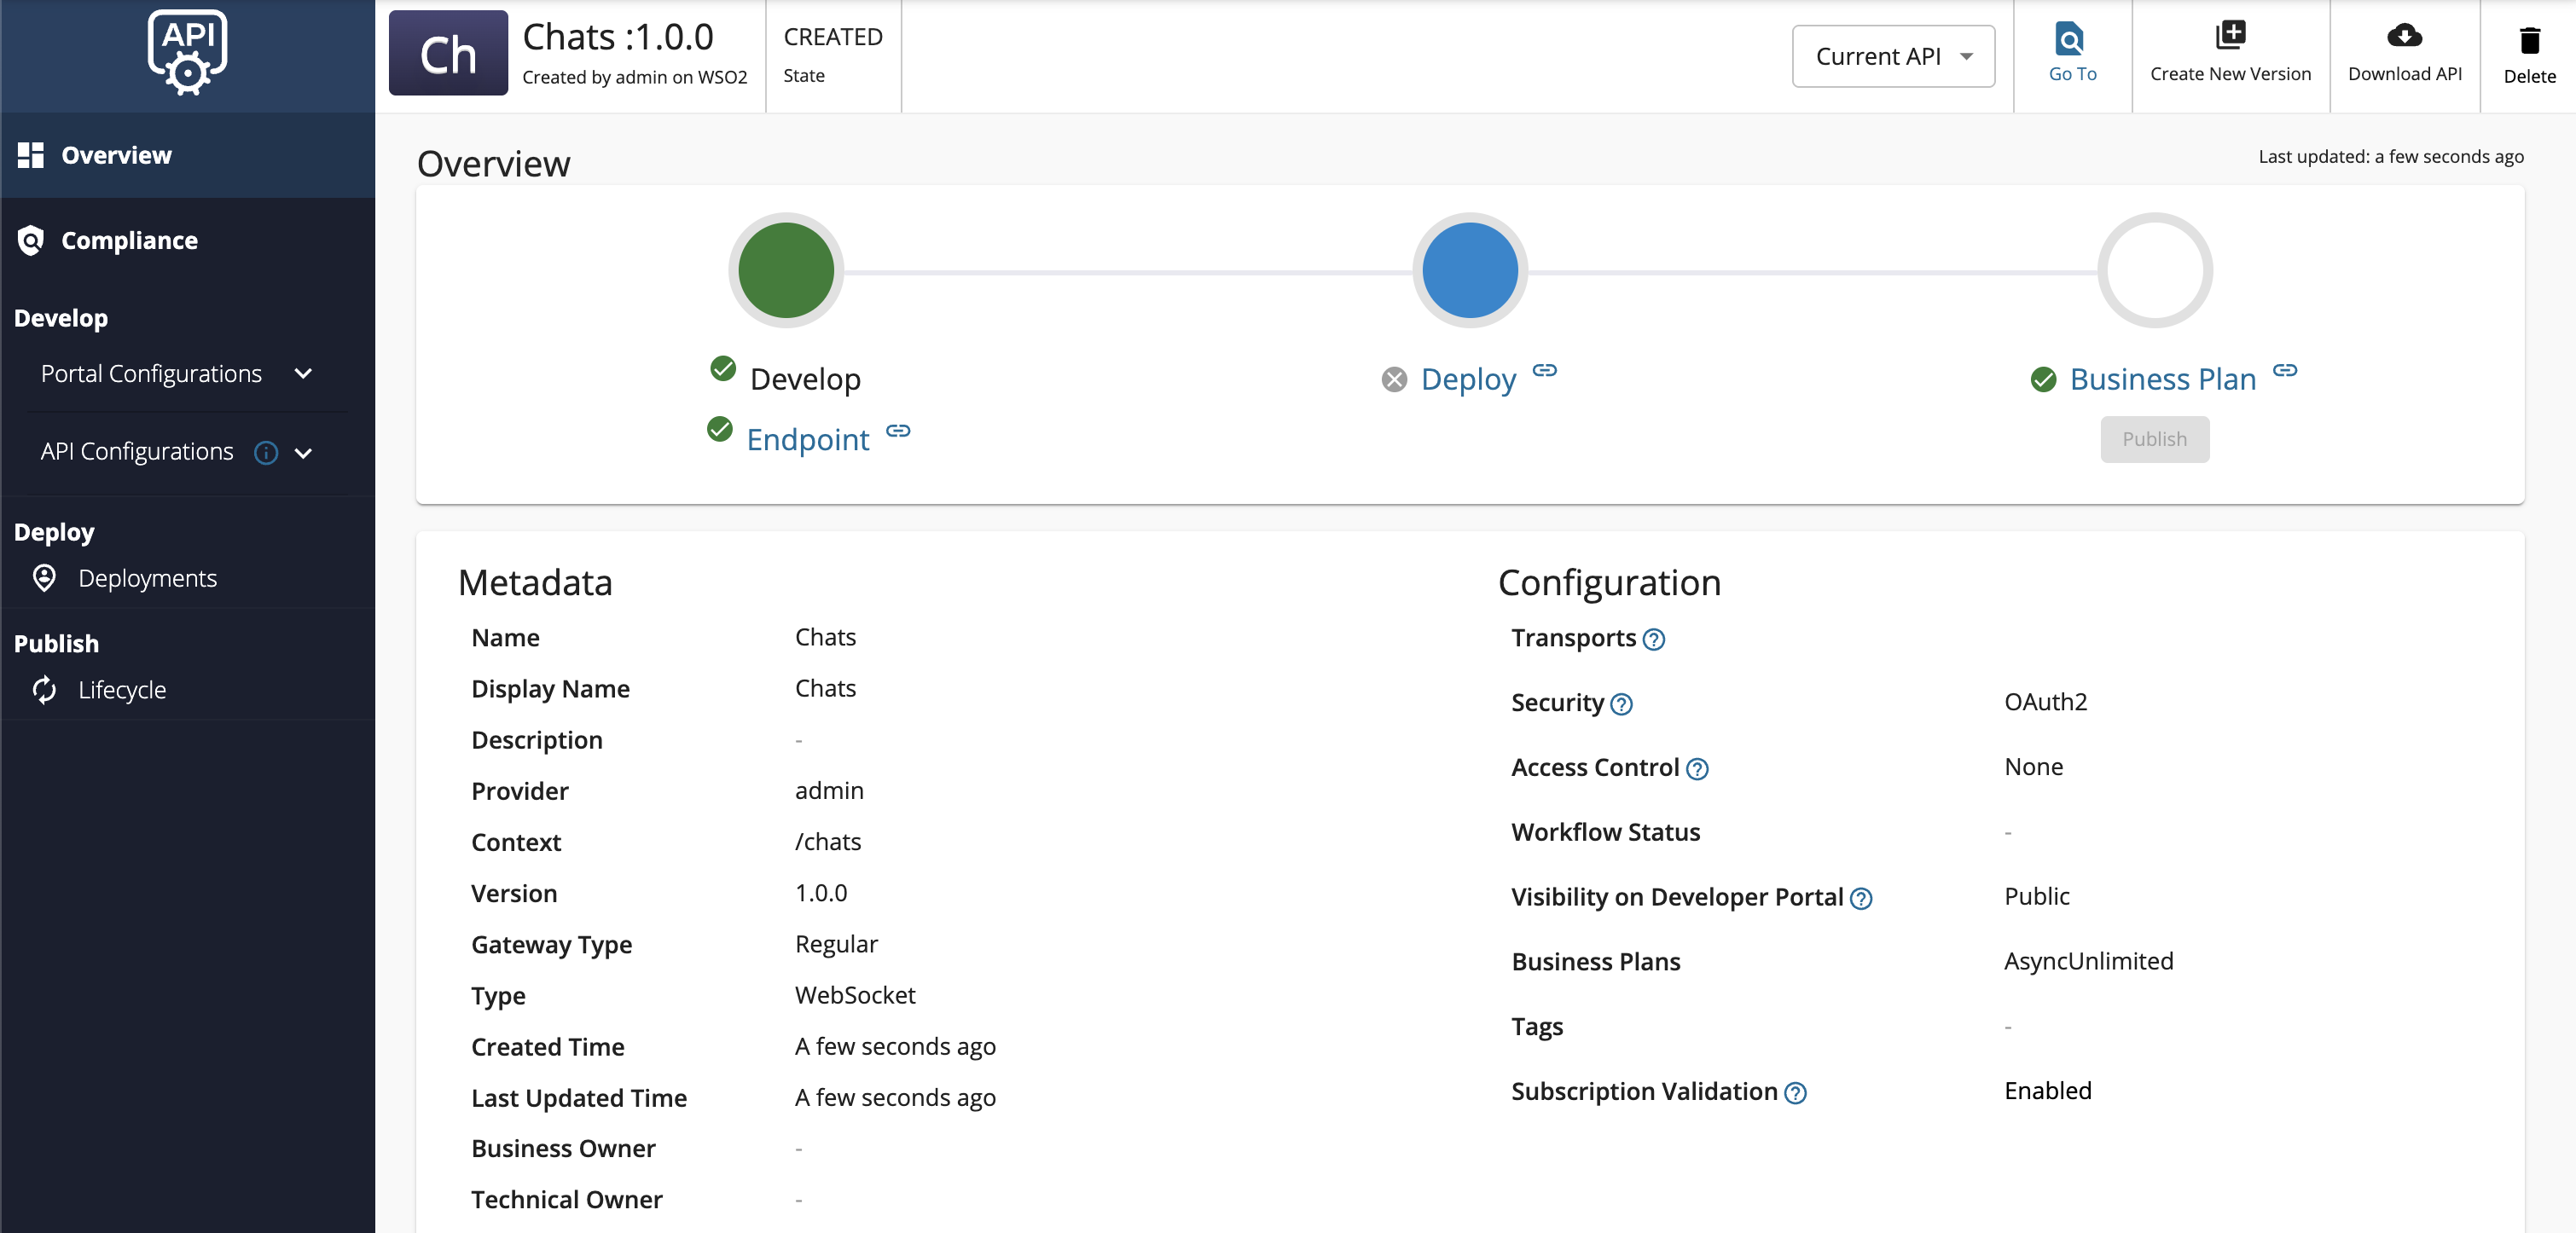 API
Ch
Chats :1.0.0
Created by admin on WSO2
CREATED
State
Current API
Go To
Create New Version
Download API
Delete
Overview
Compliance
Develop
Portal Configurations
API Configurations
Deploy
Deployments
Publish
Lifecycle
Overview
Last updated: a few seconds ago
Develop
Endpoint
Deploy
Business Plan
Publish
Metadata
Name Chats
Display Name Chats
Description -
Provider admin
Context /chats
Version 1.0.0
Gateway Type Regular
Type WebSocket
Created Time A few seconds ago
Last Updated Time A few seconds ago
Business Owner -
Technical Owner -
Configuration
Transports
Security OAuth2
Access Control None
Workflow Status -
Visibility on Developer Portal Public
Business Plans AsyncUnlimited
Tags -
Subscription Validation Enabled